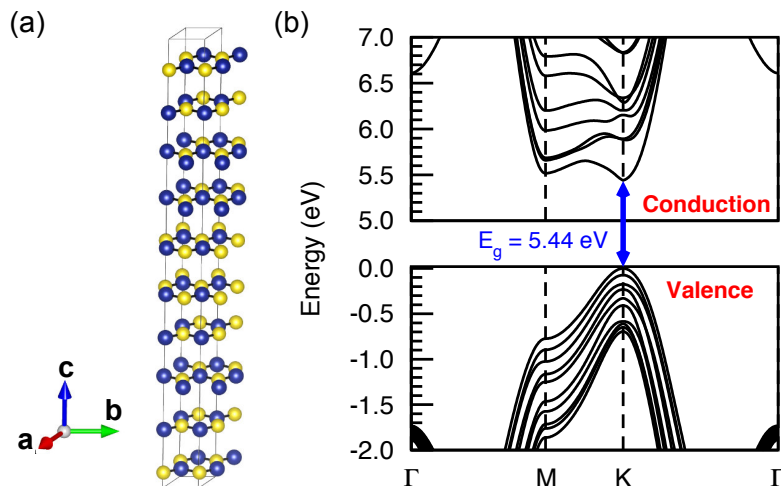 (a)
c
b
a
(b)
7.0
6.5
6.0
5.5
5.0
Conduction
E_g = 5.44 eV
Energy (eV)
0.0
-0.5
-1.0
-1.5
-2.0
Valence
Γ M K Γ